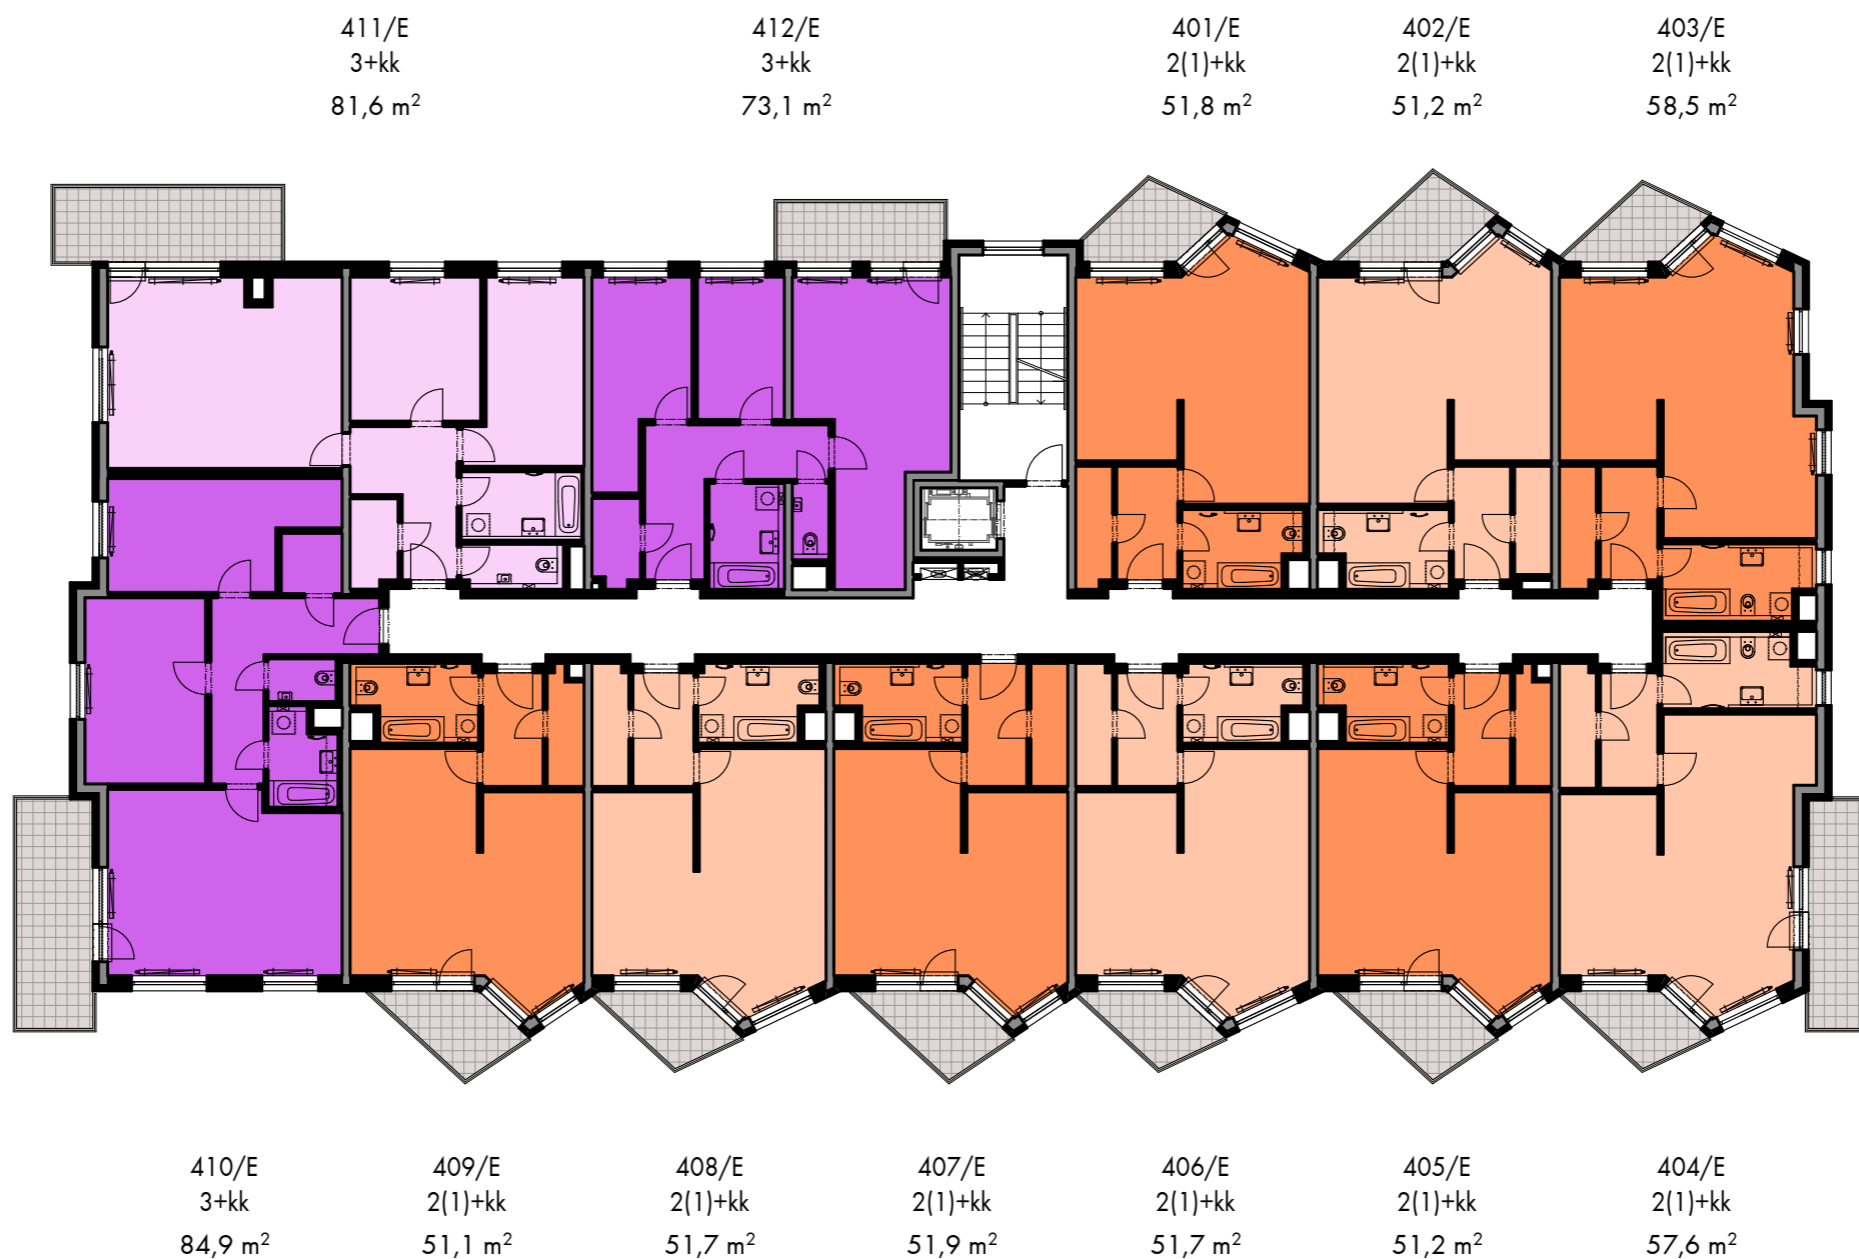 411/E
3+kk
81,6 m²
412/E
3+kk
73,1 m²
401/E
2(1)+kk
51,8 m²
402/E
2(1)+kk
51,2 m²
403/E
2(1)+kk
58,5 m²
410/E
3+kk
84,9 m²
409/E
2(1)+kk
51,1 m²
408/E
2(1)+kk
51,7 m²
407/E
2(1)+kk
51,9 m²
406/E
2(1)+kk
51,7 m²
405/E
2(1)+kk
51,2 m²
404/E
2(1)+kk
57,6 m²